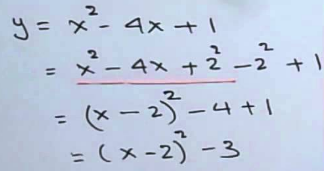 y = x² - 4x + 1
= x² - 4x + 2² - 2² + 1
= (x - 2)² - 4 + 1
= (x - 2)² - 3